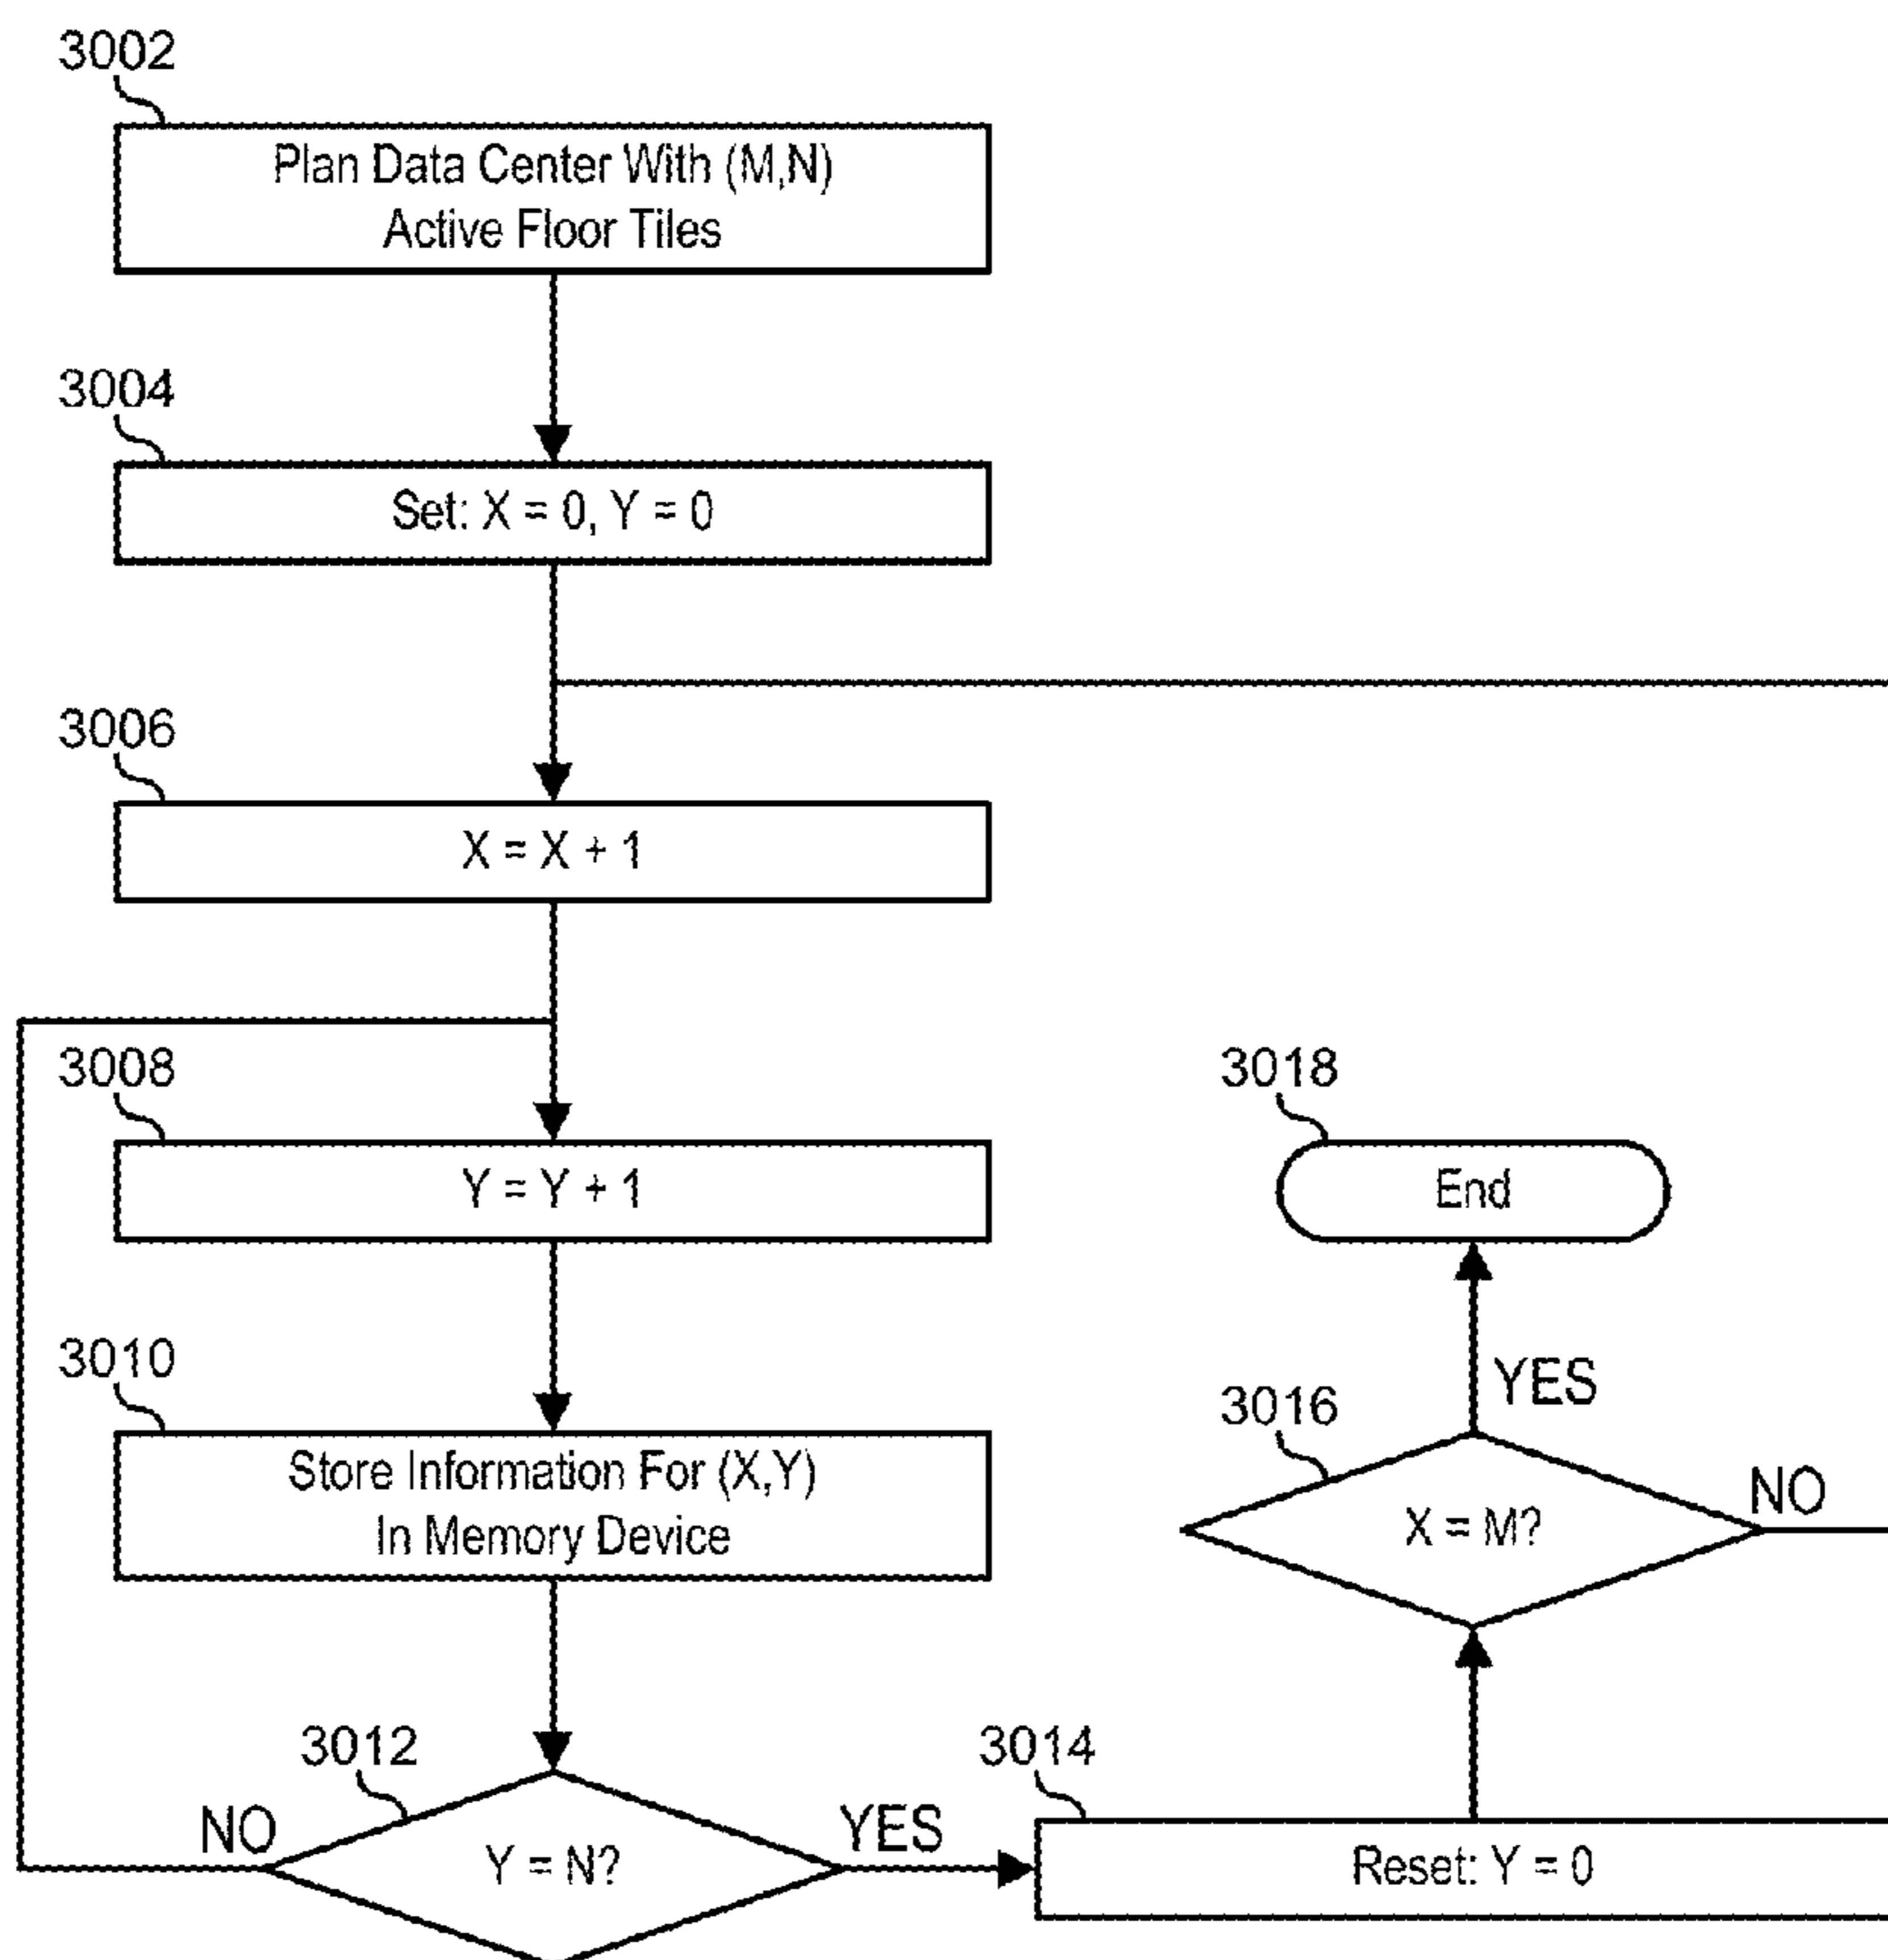 3002
Plan Data Center With (M,N)
Active Floor Tiles
3004
Set: X = 0, Y = 0
3006
X = X + 1
3008
Y = Y + 1
3010
Store Information For (X,Y)
In Memory Device
3012
NO
Y = N?
YES
3014
Reset: Y = 0
3016
X = M?
NO
YES
3018
End